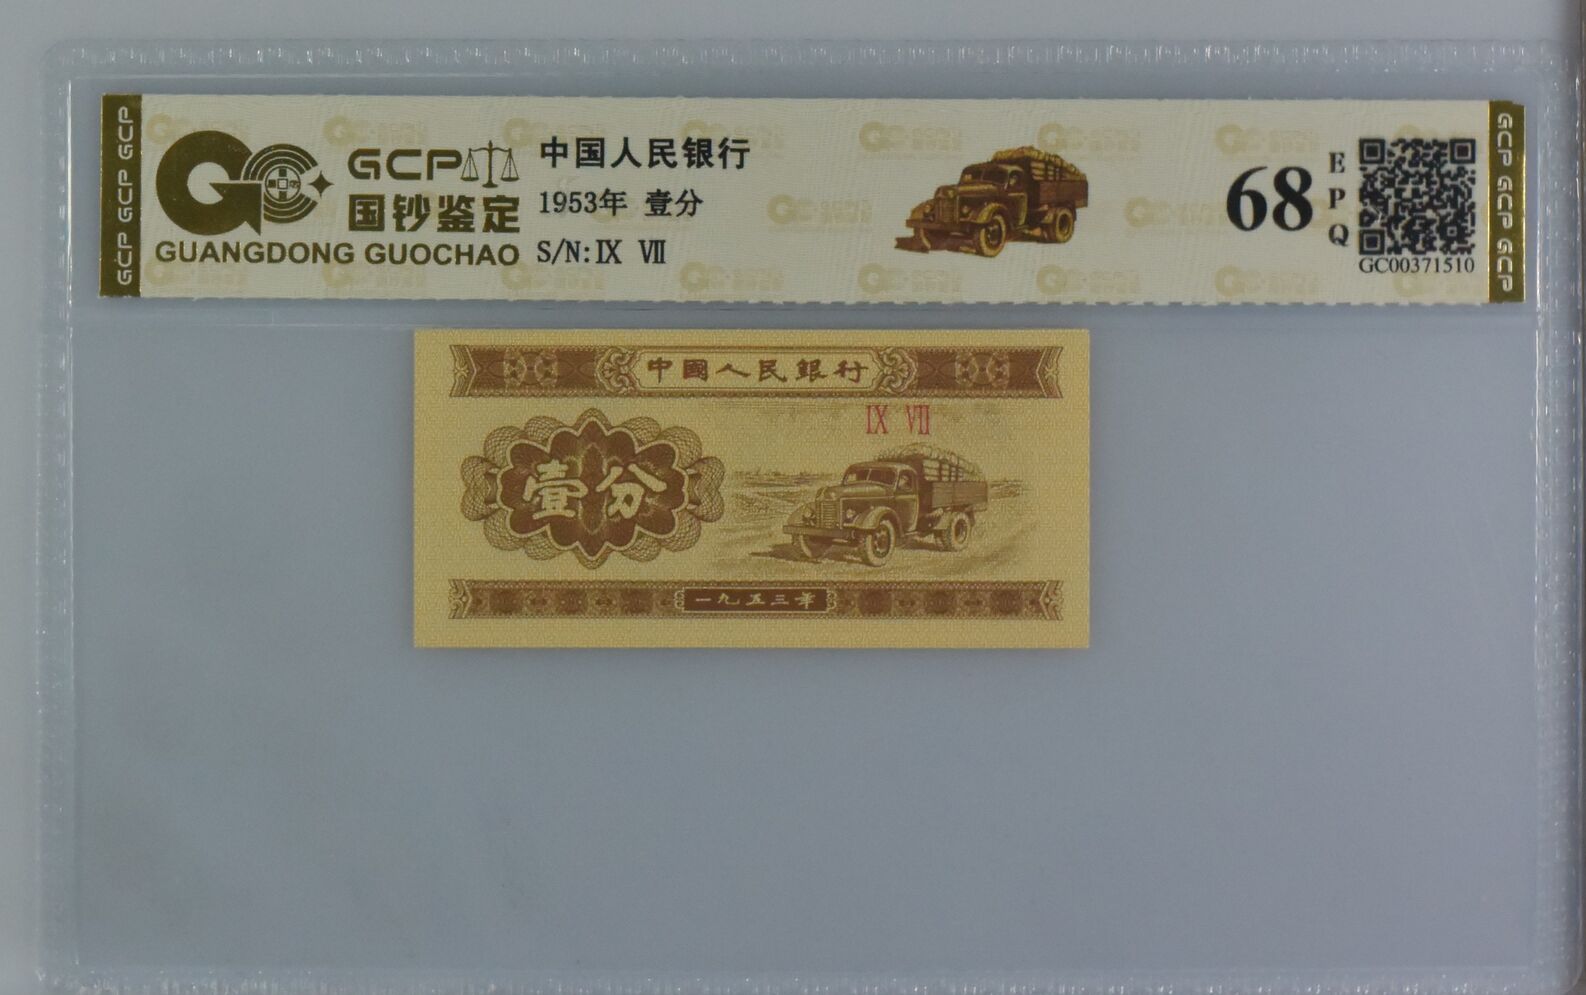 GCP GCP GCP
GCP
国钞鉴定
GUANGDONG GUOCHAO
中国人民银行
1953年 壹分
S/N: IX VII
68
EPQ
GC00371510
GCP GCP GCP
中國人民銀行
IX VII
壹分
一九五三年